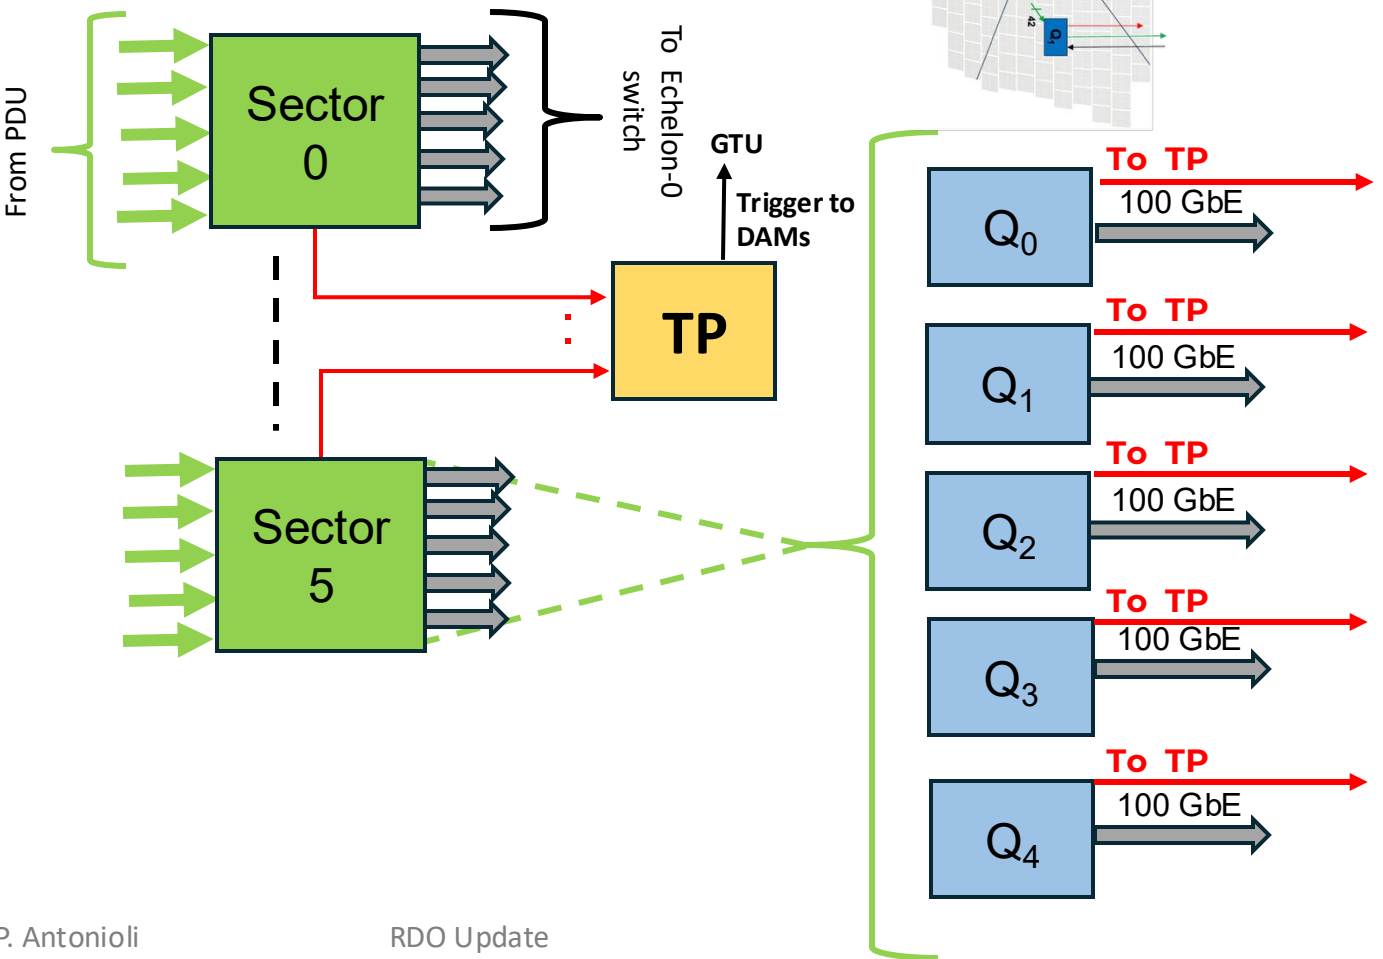 From PDU
Sector
0
To Echelon-0
switch
GTU
Trigger to
DAMs
TP
Sector
5
42
Q1
To TP
100 GbE
Q0
To TP
100 GbE
Q1
To TP
100 GbE
Q2
To TP
100 GbE
Q3
To TP
100 GbE
Q4
P. Antonioli
RDO Update